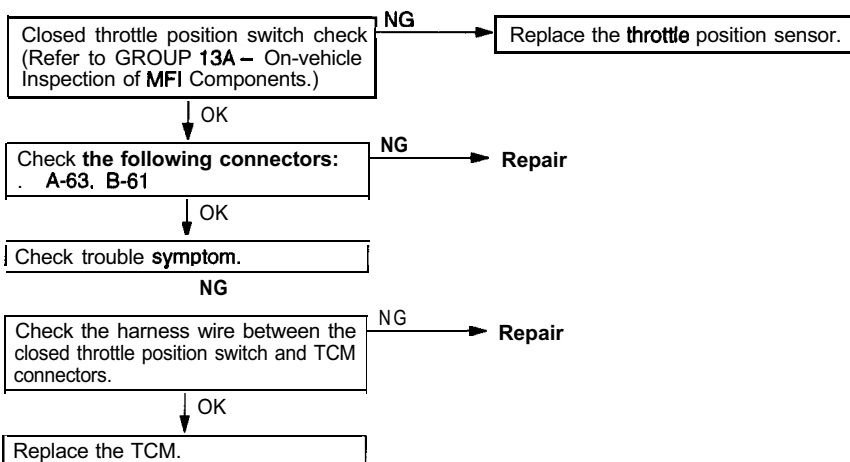 Closed throttle position switch check
(Refer to GROUP 13A – On-vehicle
Inspection of MFI Components.)
NG
Replace the throttle position sensor.
OK
Check the following connectors:
. A-63. B-61
NG
Repair
OK
Check trouble symptom.
NG
Check the harness wire between the
closed throttle position switch and TCM
connectors.
NG
Repair
OK
Replace the TCM.